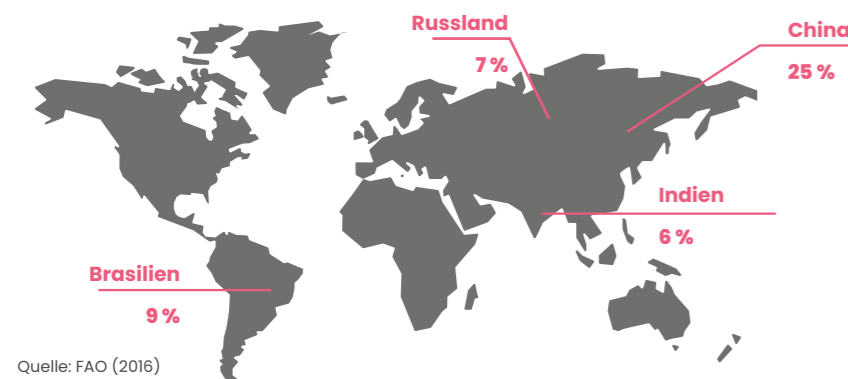 Russland
7 %
China
25 %
Indien
6 %
Brasilien
9 %
Quelle: FAO (2016)